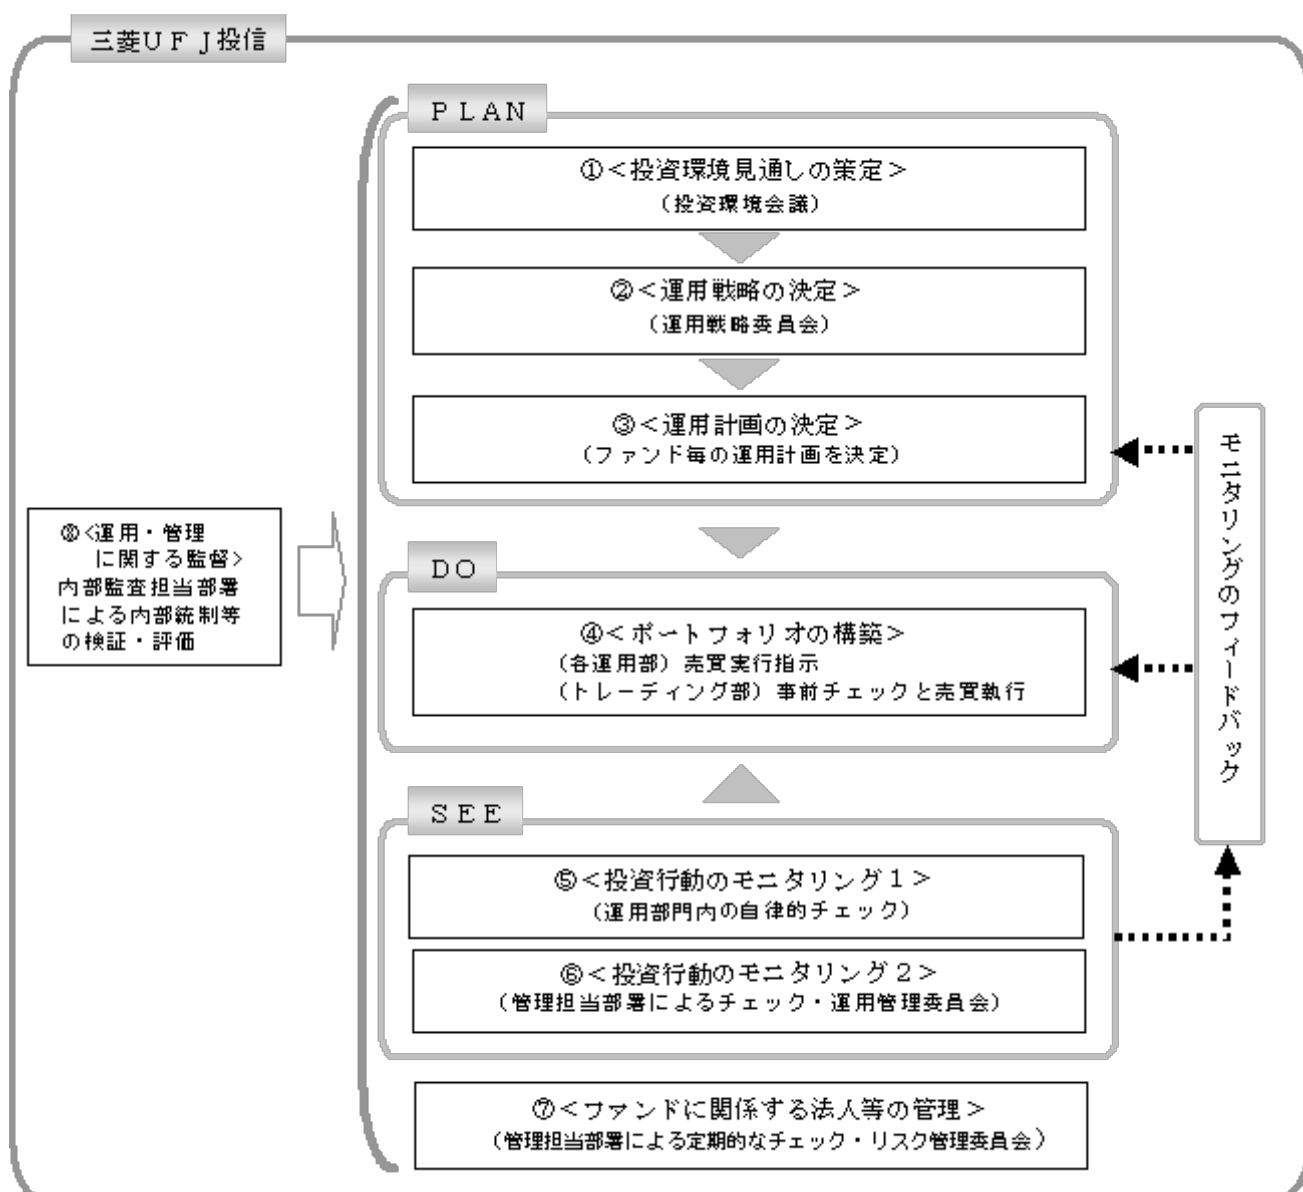 三菱UFJ投信
PLAN
①<投資環境見通しの策定>
(投資環境会議)
②<運用戦略の決定>
(運用戦略委員会)
③<運用計画の決定>
(ファンド毎の運用計画を決定)
⑧<運用・管理
に関する監督>
内部監査担当部署
による内部統制等
の検証・評価
DO
④<ポートフォリオの構築>
(各運用部)売買実行指示
(トレーディング部)事前チェックと売買執行
SEE
⑤<投資行動のモニタリング1>
(運用部門内の自律的チェック)
⑥<投資行動のモニタリング2>
(管理担当部署によるチェック・運用管理委員会)
⑦<ファンドに関係する法人等の管理>
(管理担当部署による定期的なチェック・リスク管理委員会)
モニタリングのフィードバック